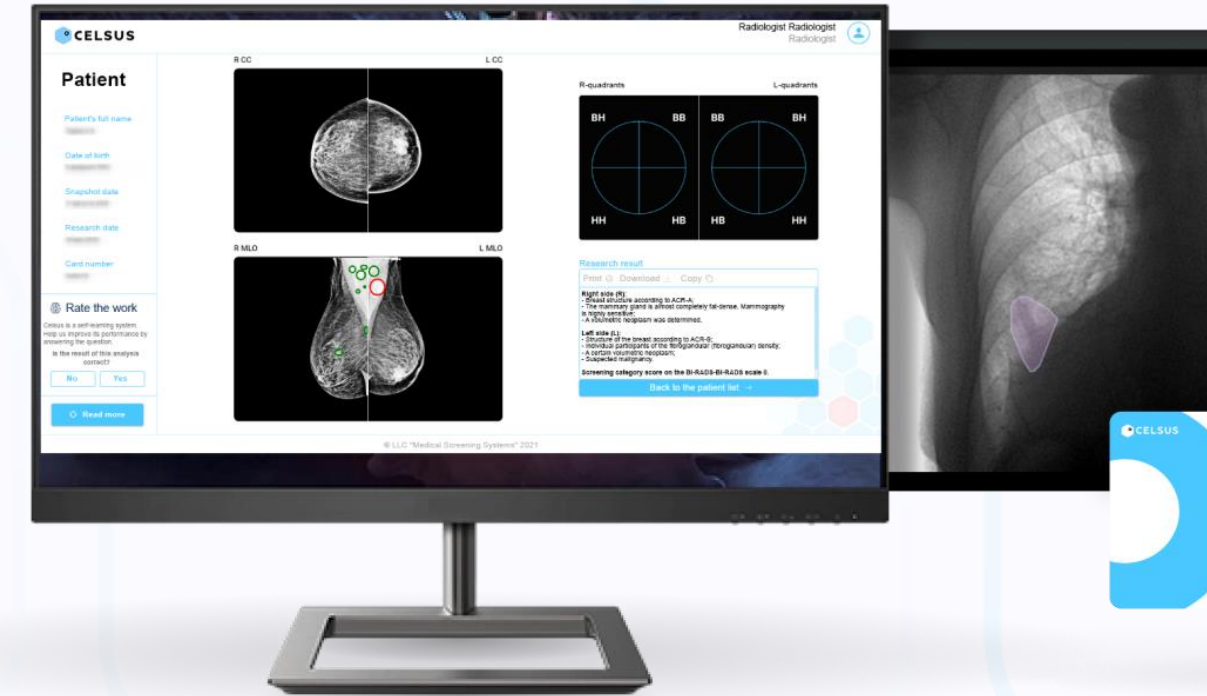 CELSUS
Radiologist Radiologist
Radiologist
Patient
Patient's full name
Date of birth
Snapshot date
Research date
Card number
Rate the work
Celsus is a self-learning system.
Help us improve its performance by
answering the question.
Is the result of this analysis
correct?
No Yes
Read more
R CC L CC
R MLO L MLO
R-quadrants L-quadrants
BH BB BB BH
HH HB HB HH
Research result
Print Download Copy
Right side (R):
- Breast structure according to ACR-A;
- The mammary gland is almost completely fat-dense. Mammography
is highly sensitive;
- A volumetric neoplasm was determined.
Left side (L):
- Structure of the breast according to ACR-B;
- Individual participants of the fibroglandular (fibroglandular) density;
- A certain volumetric neoplasm;
- Suspected malignancy.
Screening category score on the BI-RADS-BI-RADS scale 0.
Back to the patient list →
© LLC "Medical Screening Systems" 2021
CELSUS